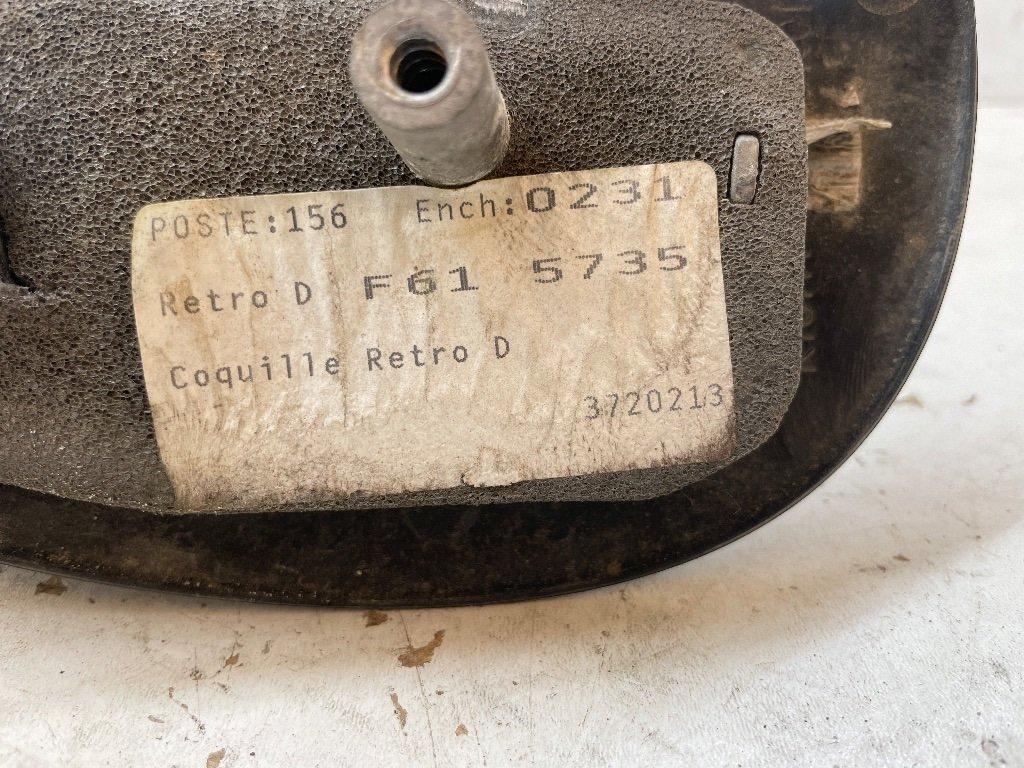 POSTE:156 Ench:0231
Retro D F61 5735
Coquille Retro D
3720213